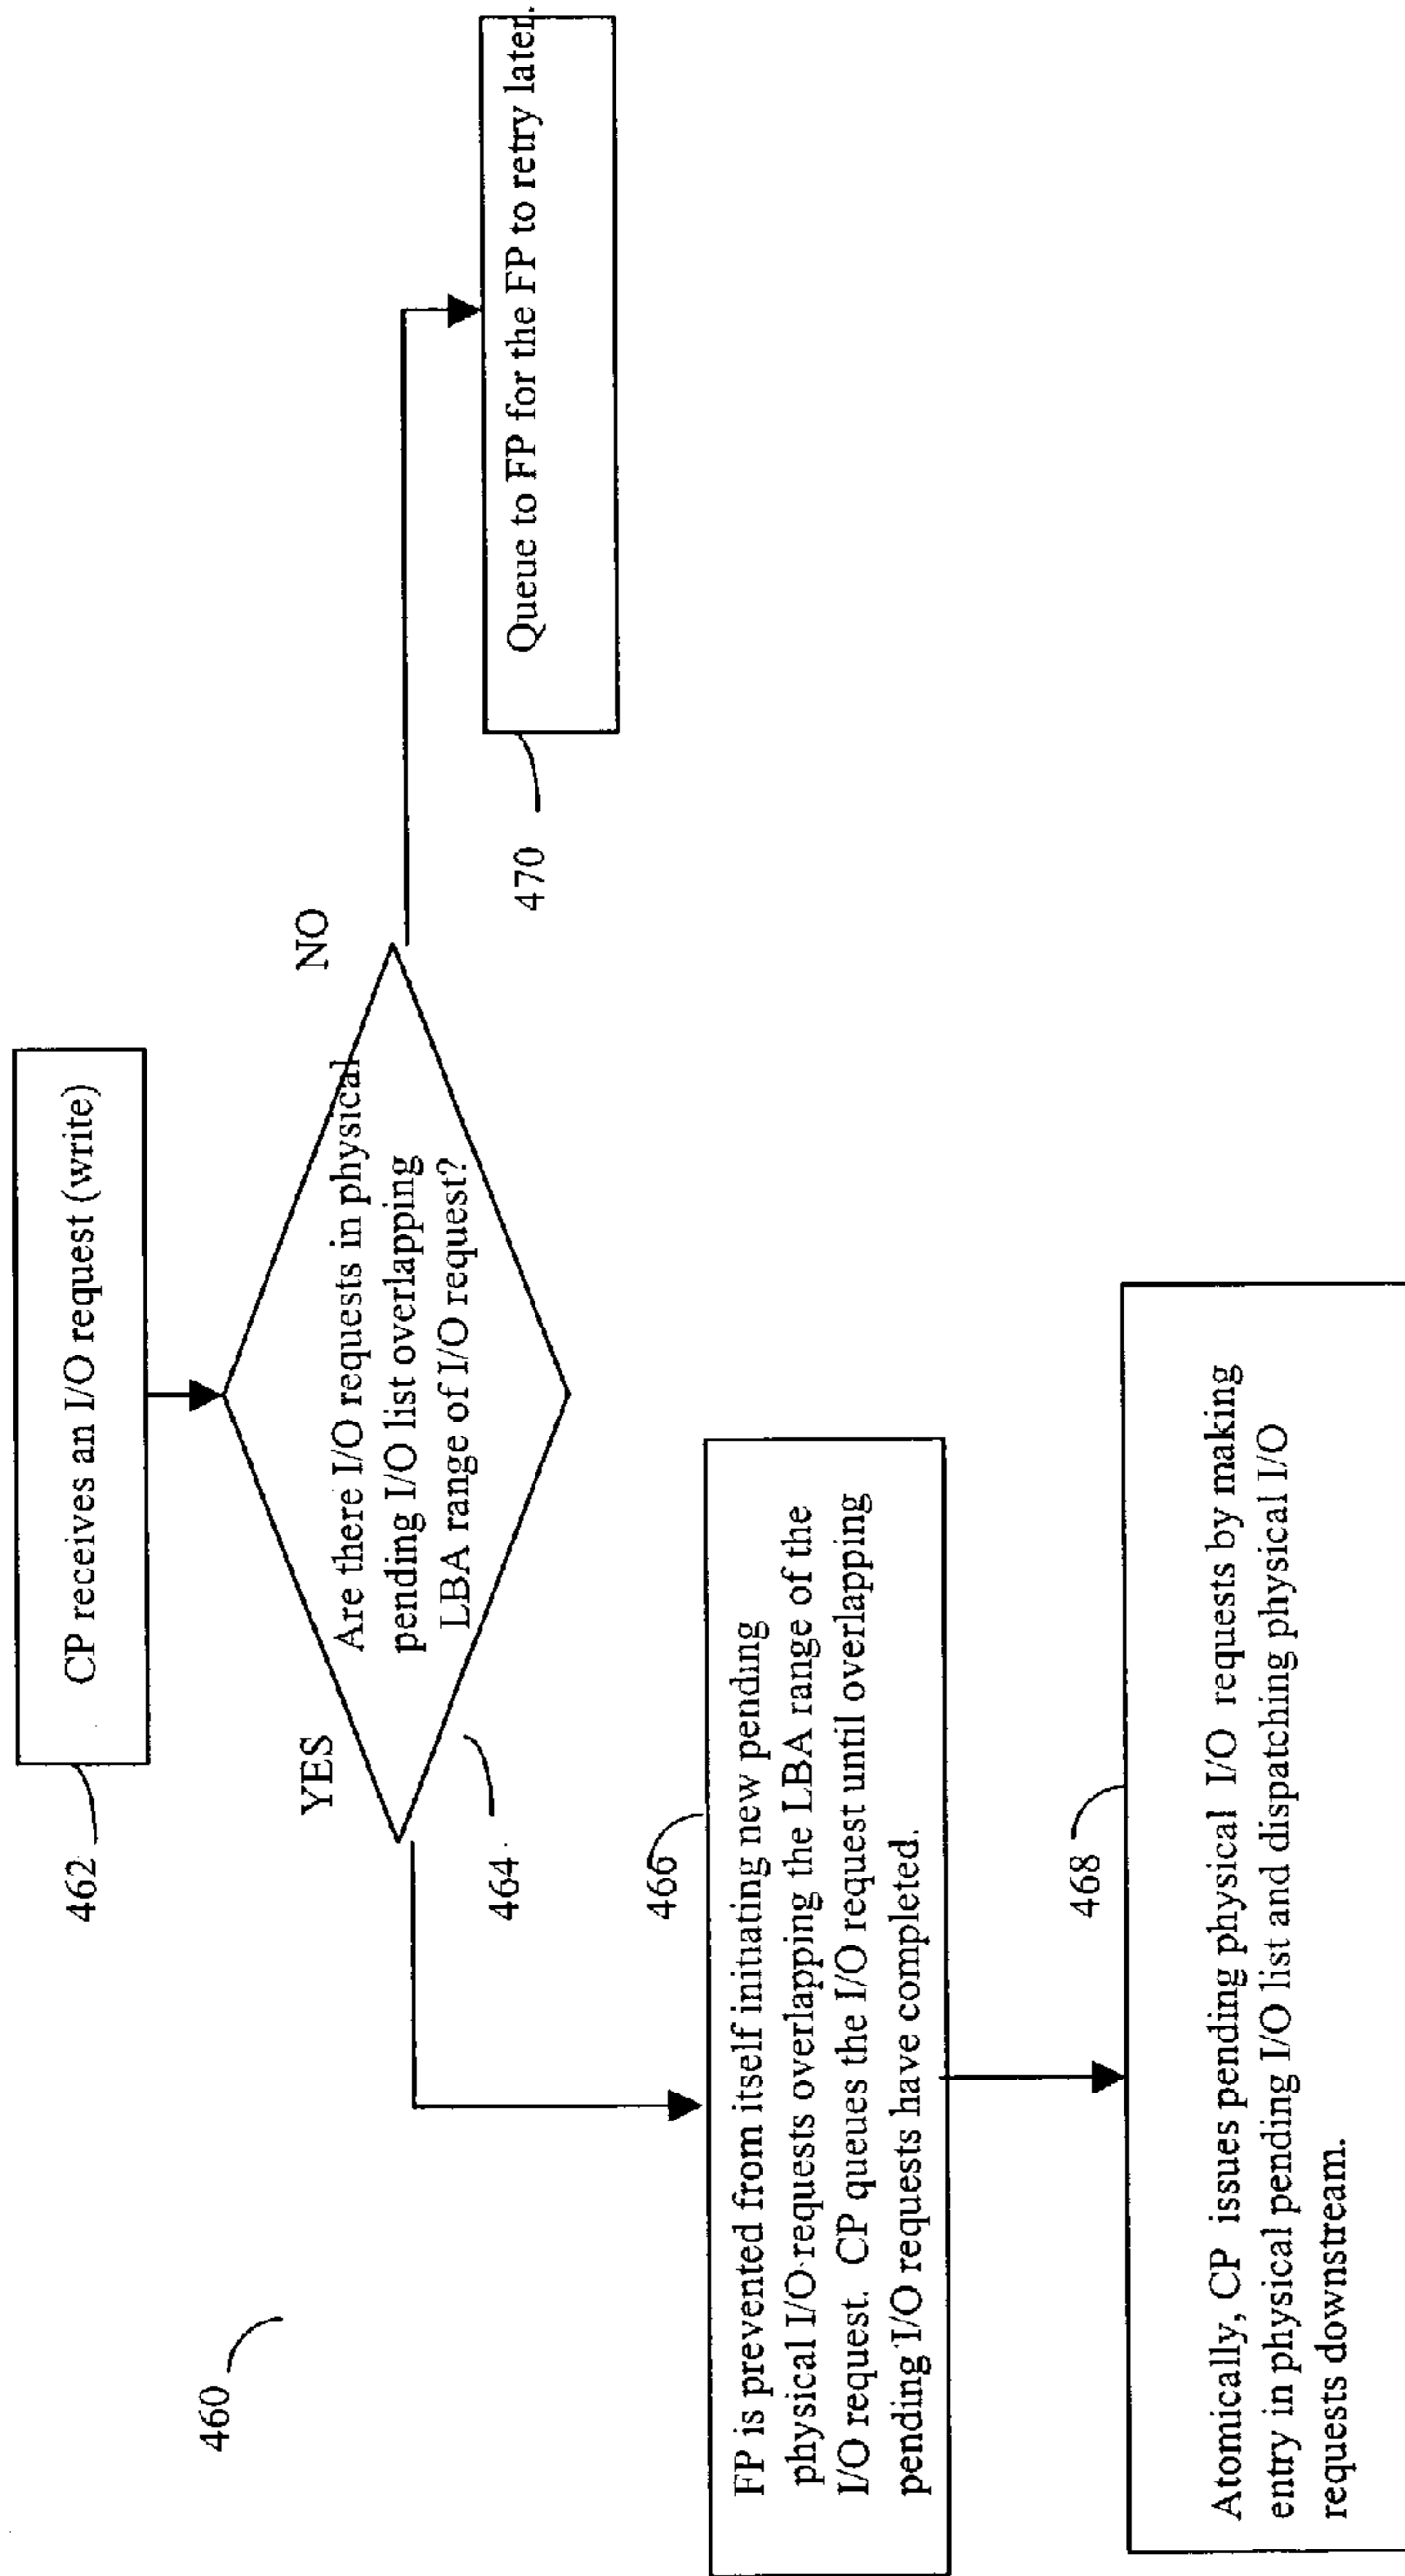 460
462
CP receives an I/O request (write)
YES
NO
Are there I/O requests in physical
pending I/O list overlapping
LBA range of I/O request?
464
470
Queue to FP for the FP to retry later.
466
FP is prevented from itself initiating new pending
physical I/O requests overlapping the LBA range of the
I/O request. CP queues the I/O request until overlapping
pending I/O requests have completed.
468
Atomically, CP issues pending physical I/O requests by making
entry in physical pending I/O list and dispatching physical I/O
requests downstream.